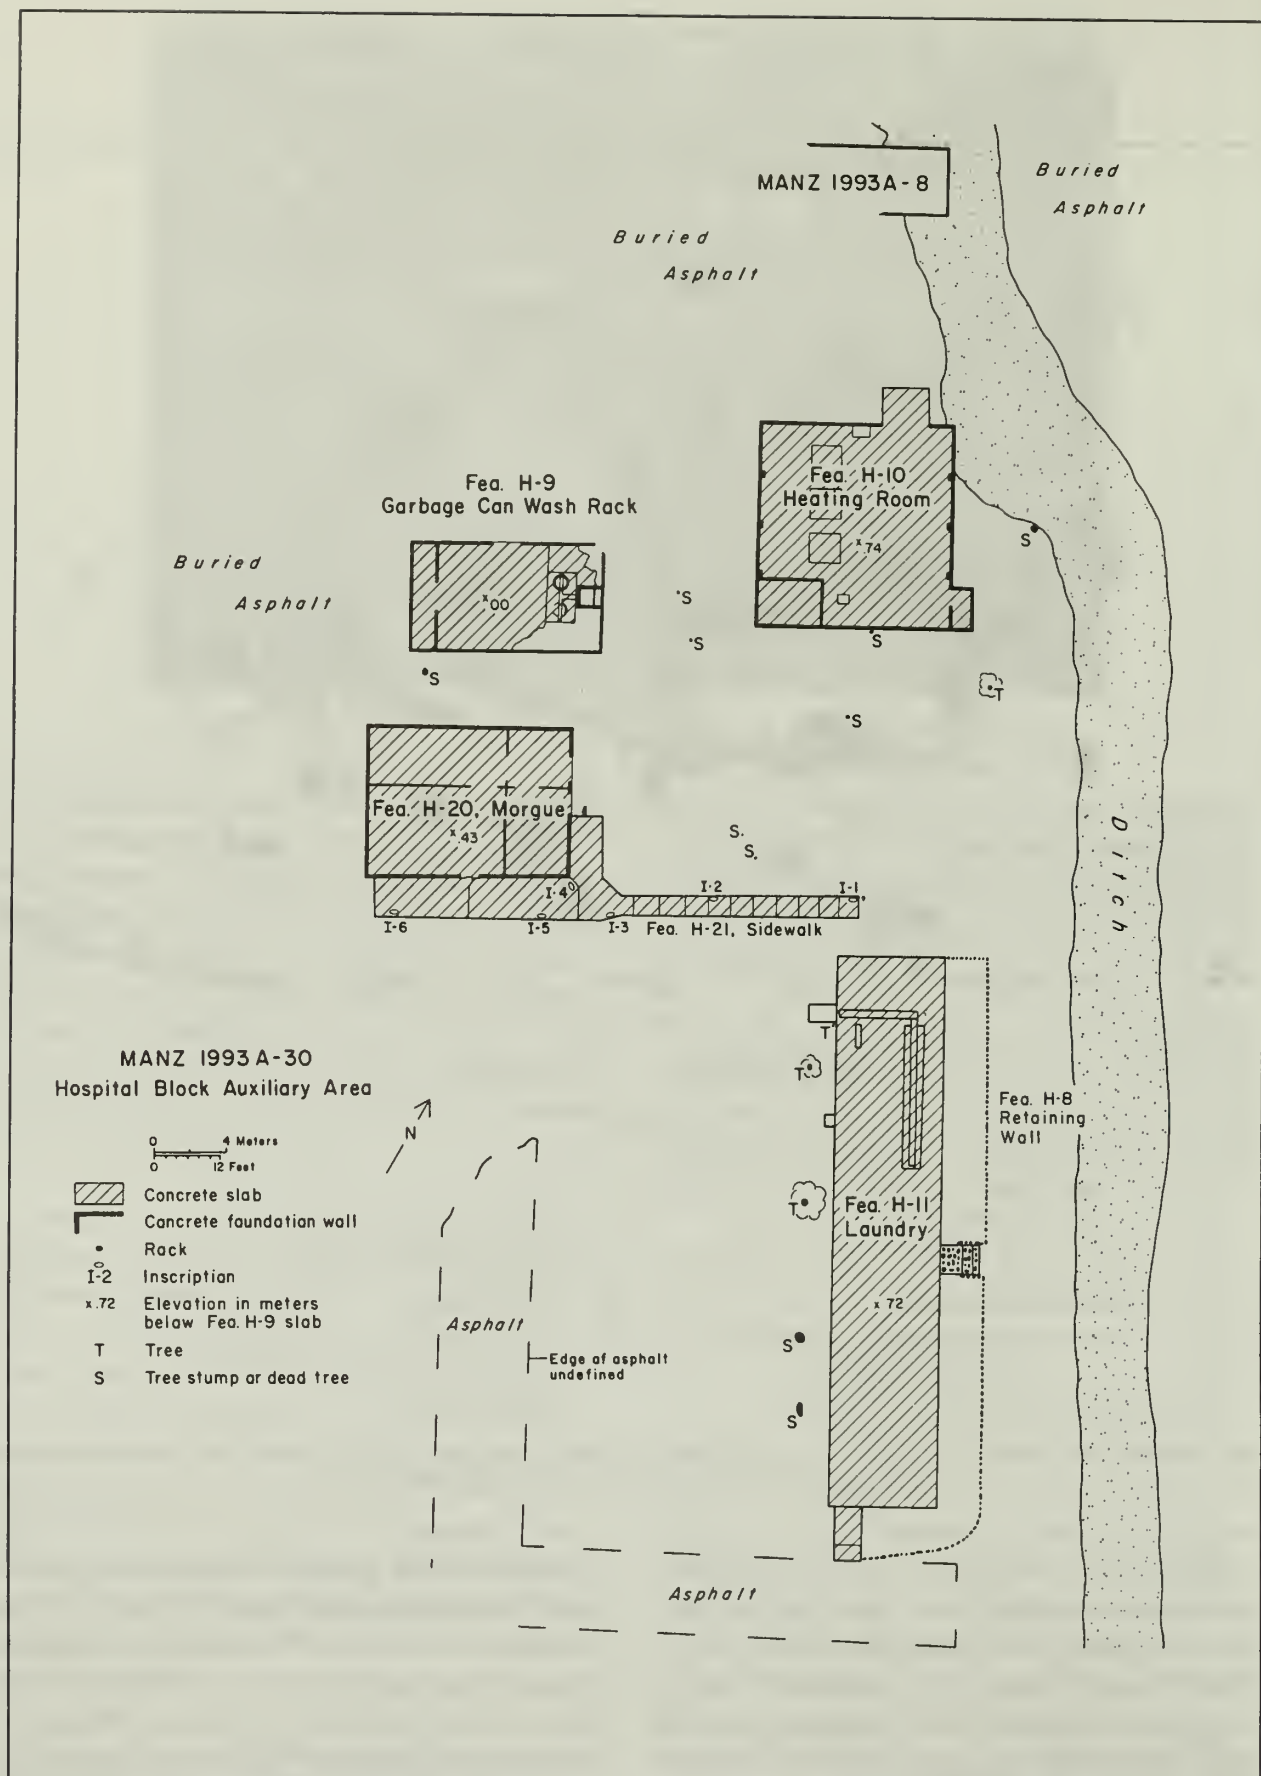 MANZ 1993A-8
Buried
Asphalt
Buried
Asphalt
Fea. H-10
Heating Room
x.74
Fea. H-9
Garbage Can Wash Rack
x.00
Buried
Asphalt
S
S
S
S
S
T
S
Fea. H-20, Morgue
x.43
S
S
Ditch
I-4
I-2
I-1
I-6
I-5
I-3
Fea. H-21, Sidewalk
T
T
T
Fea. H-8
Retaining
Wall
Fea. H-11
Laundry
x.72
S
S
MANZ 1993 A-30
Hospital Block Auxiliary Area
N
0 4 Meters
0 12 Feet
Concrete slab
Concrete foundation wall
Rack
I-2 Inscription
x.72 Elevation in meters
below Fea. H-9 slab
T Tree
S Tree stump or dead tree
Asphalt
Edge of asphalt
undefined
Asphalt